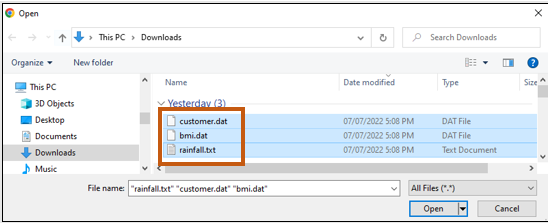 Open
This PC > Downloads
Search Downloads
Organize
New folder
This PC
3D Objects
Desktop
Documents
Downloads
Music
Name
Date modified
Type
Size
Yesterday (3)
customer.dat 07/07/2022 5:08 PM DAT File
bmi.dat 07/07/2022 5:08 PM DAT File
rainfall.txt 07/07/2022 5:08 PM Text Document
File name: "rainfall.txt" "customer.dat" "bmi.dat"
All Files (*.*)
Open
Cancel